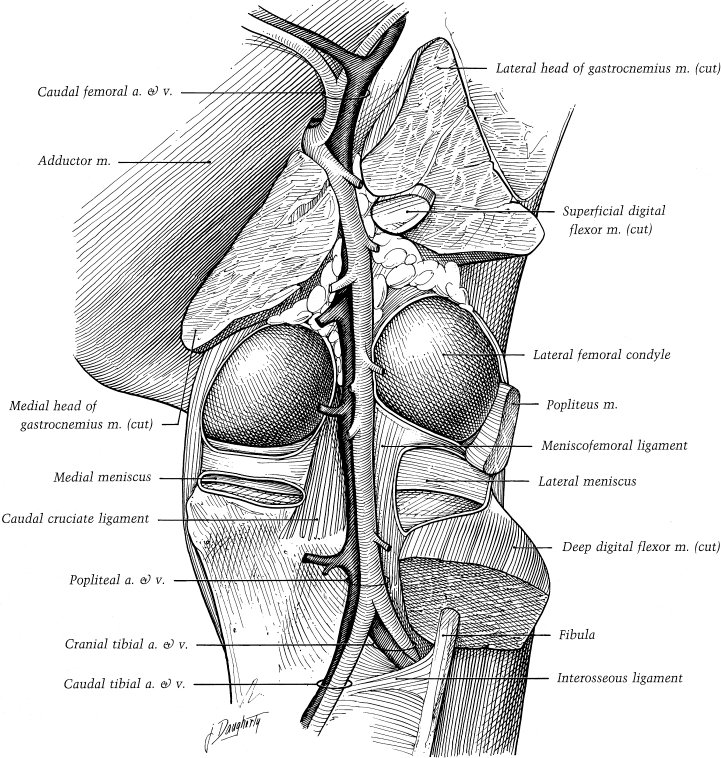 Lateral head of gastrocnemius m. (cut)
Caudal femoral a. & v.
Adductor m.
Superficial digital
flexor m. (cut)
Lateral femoral condyle
Medial head of
gastrocnemius m. (cut)
Popliteus m.
Meniscofemoral ligament
Medial meniscus
Lateral meniscus
Caudal cruciate ligament
Deep digital flexor m. (cut)
Popliteal a. & v.
Fibula
Cranial tibial a. & v.
Interosseous ligament
Caudal tibial a. & v.
j. Daugherty